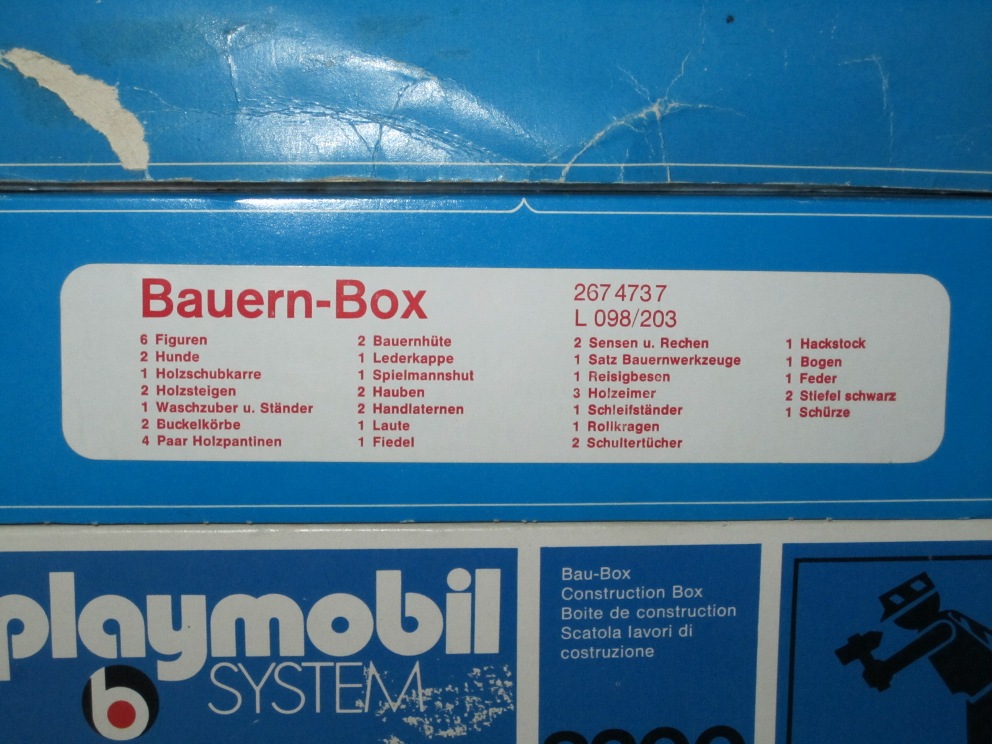 Bauern-Box
6 Figuren
2 Hunde
1 Holzschubkarre
2 Holzsteigen
1 Waschzuber u. Ständer
2 Buckelkörbe
4 Paar Holzpantinen
2 Bauernhüte
1 Lederkappe
1 Spielmannshut
2 Hauben
2 Handlaternen
1 Laute
1 Fiedel
267 4737
L 098/203
2 Sensen u. Rechen
1 Satz Bauernwerkzeuge
1 Reisigbesen
3 Holzeimer
1 Schleifständer
1 Rollkragen
2 Schultertücher
1 Hackstock
1 Bogen
1 Feder
2 Stiefel schwarz
1 Schürze
playmobil
SYSTEM
Bau-Box
Construction Box
Boite de construction
Scatola lavori di
costruzione